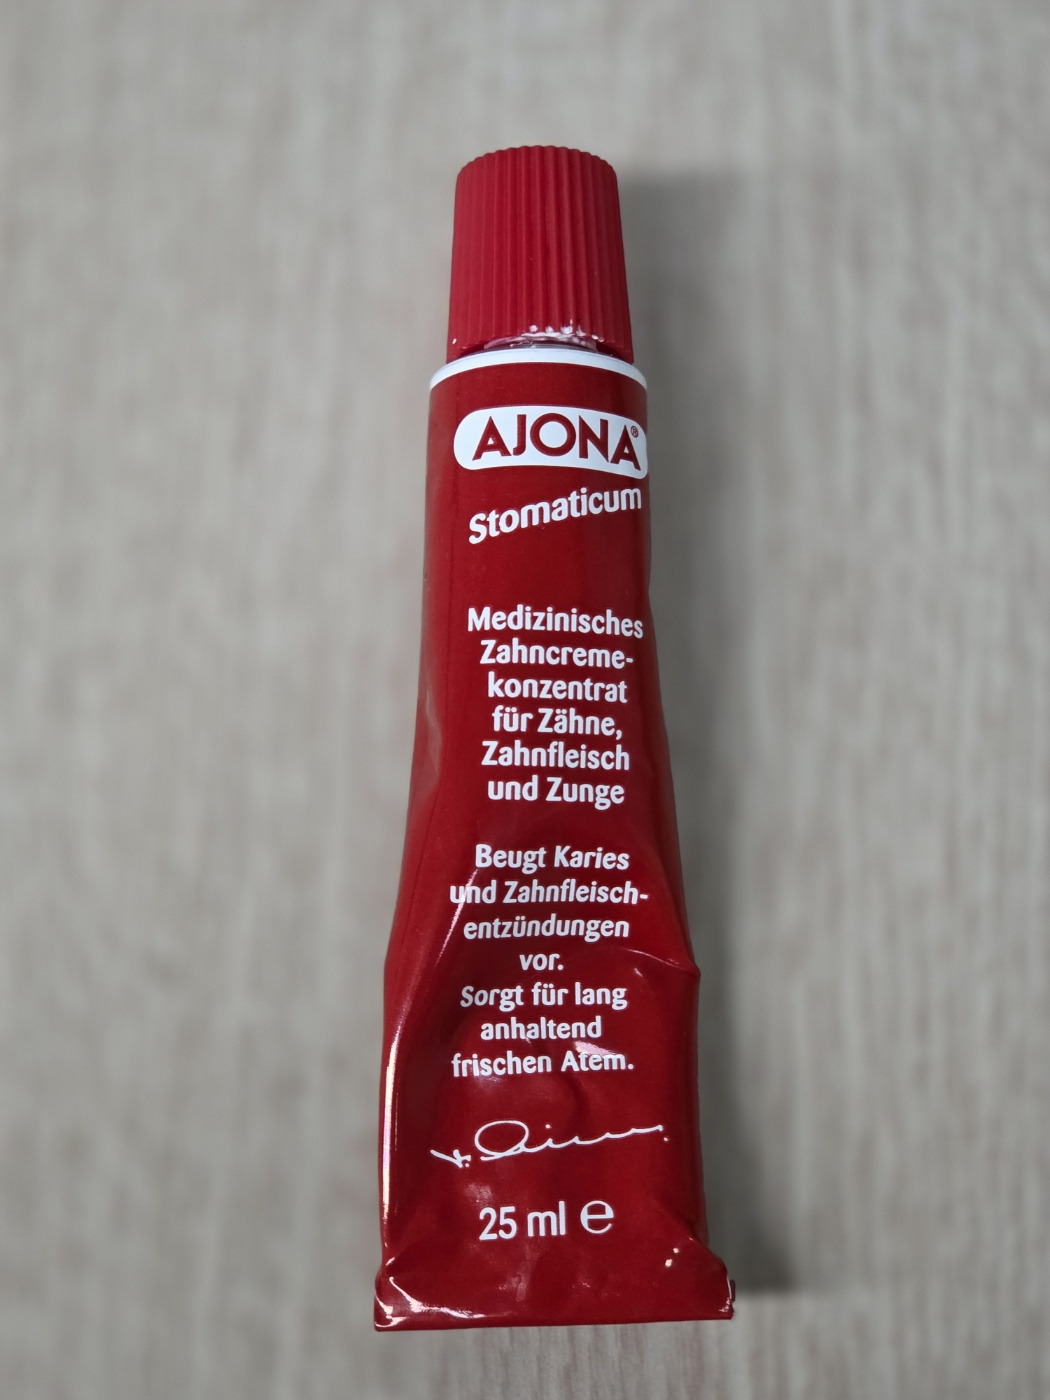 AJONA®
Stomaticum
Medizinisches
Zahncreme-
konzentrat
für Zähne,
Zahnfleisch
und Zunge
Beugt Karies
und Zahnfleisch-
entzündungen
vor.
Sorgt für lang
anhaltend
frischen Atem.
25 ml ℮